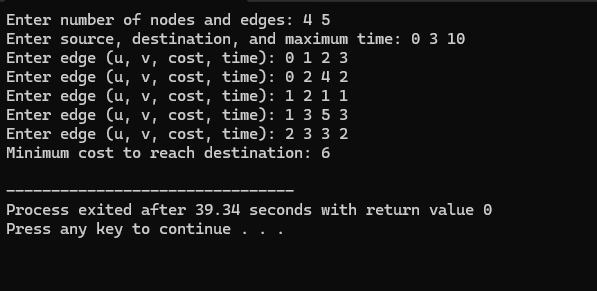 Enter number of nodes and edges: 4 5
Enter source, destination, and maximum time: 0 3 10
Enter edge (u, v, cost, time): 0 1 2 3
Enter edge (u, v, cost, time): 0 2 4 2
Enter edge (u, v, cost, time): 1 2 1 1
Enter edge (u, v, cost, time): 1 3 5 3
Enter edge (u, v, cost, time): 2 3 3 2
Minimum cost to reach destination: 6
--------------------------------
Process exited after 39.34 seconds with return value 0
Press any key to continue . . .